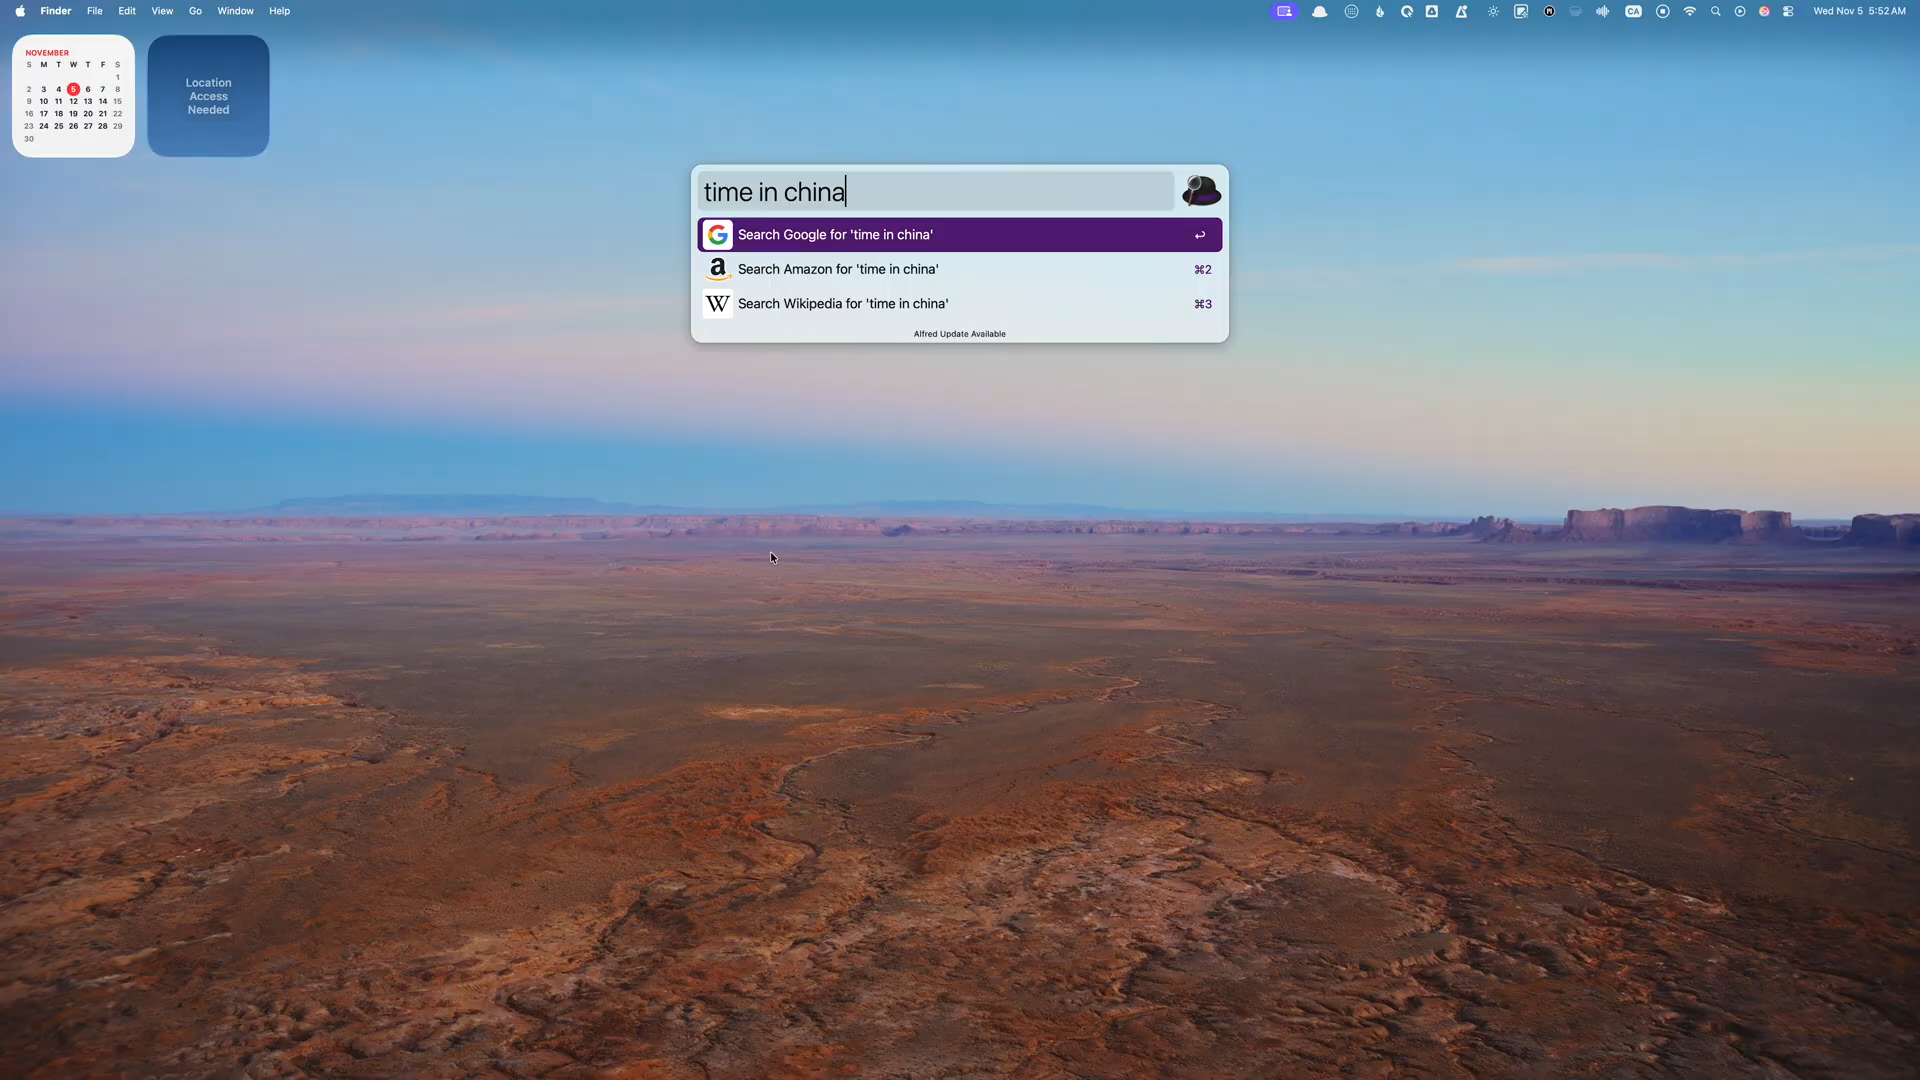 Finder File Edit View Go Window Help
CA
Wed Nov 5 5:52 AM
NOVEMBER
S M T W T F S
1
2 3 4 5 6 7 8
9 10 11 12 13 14 15
16 17 18 19 20 21 22
23 24 25 26 27 28 29
30
Location
Access
Needed
time in china
Search Google for 'time in china'
Search Amazon for 'time in china' ⌘2
Search Wikipedia for 'time in china' ⌘3
Alfred Update Available